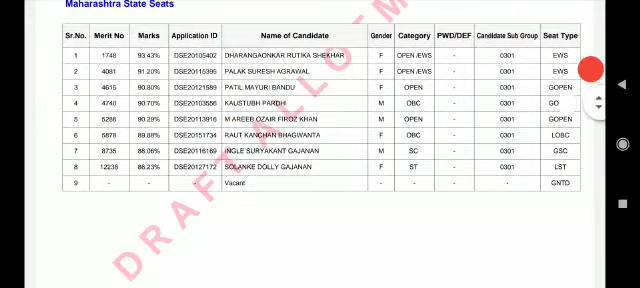 Maharashtra State Seats
Sr.No. Merit No Marks Application ID Name of Candidate Gender Category PWD/DEF Candidate Sub Group Seat Type
1 1748 93.43% DSE20105402 DHARANGAONKAR RUTIKA SHEKHAR F OPEN /EWS - 0301 EWS
2 4081 91.20% DSE20115395 PALAK SURESH AGRAWAL F OPEN /EWS - 0301 EWS
3 4615 90.80% DSE20121589 PATIL MAYURI BANDU F OPEN - 0301 GOPEN
4 4740 90.70% DSE20103556 KAUSTUBH PARDHI M OBC - 0301 GO
5 5286 90.29% DSE20113916 M AREEB OZAIR FIROZ KHAN M OPEN - 0301 GOPEN
6 5878 89.88% DSE20151734 RAUT KANCHAN BHAGWANTA F OBC - 0301 LOBC
7 8735 88.06% DSE20116169 INGLE SURYAKANT GAJANAN M SC - 0301 GSC
8 12238 86.23% DSE20127172 SOLANKE DOLLY GAJANAN F ST - 0301 LST
9 - - - Vacant - - - - GNTD
DRAFT ALLOTM